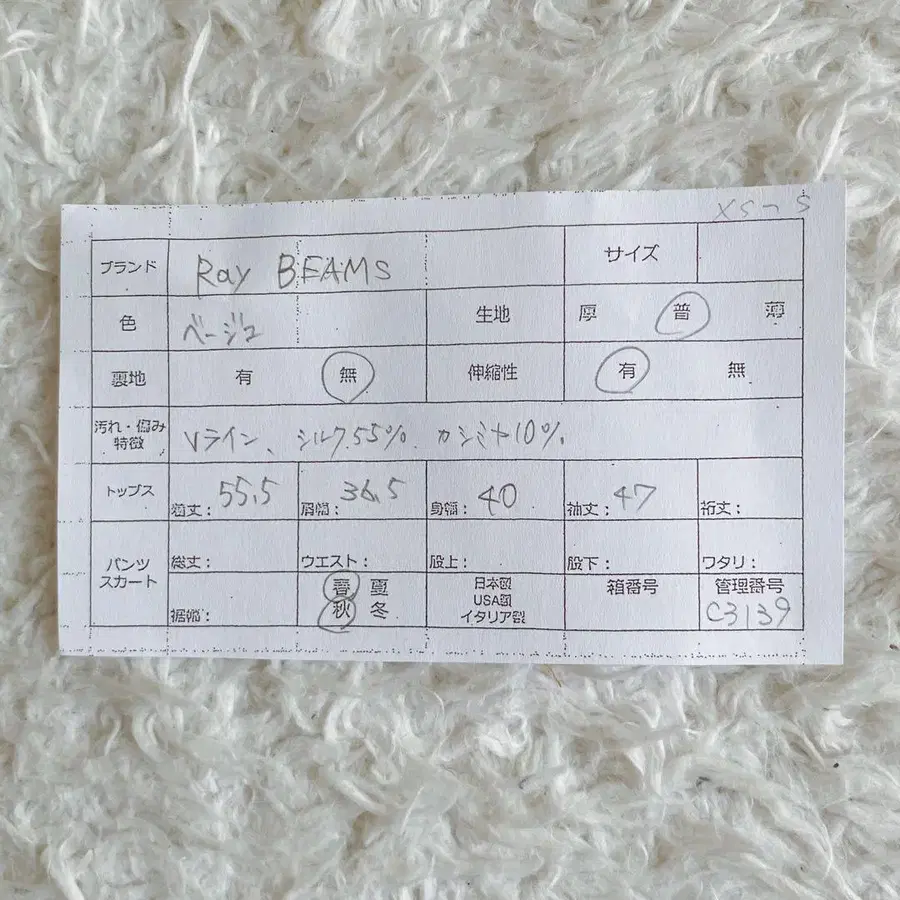 XS〜S
ブランド Ray BEAMS サイズ
色 ベージュ 生地 厚 普 薄
裏地 有 無 伸縮性 有 無
汚れ・傷み
特徴 Vライン、シルク55%、カシミヤ10%
トップス 総丈：55.5 肩幅：36.5 身幅：40 袖丈：47 裄丈：
パンツ
スカート 総丈： ウエスト： 股上： 股下： ワタリ：
裾幅： 春 夏 秋 冬 日本製 USA製 イタリア製 箱番号 管理番号 C3139